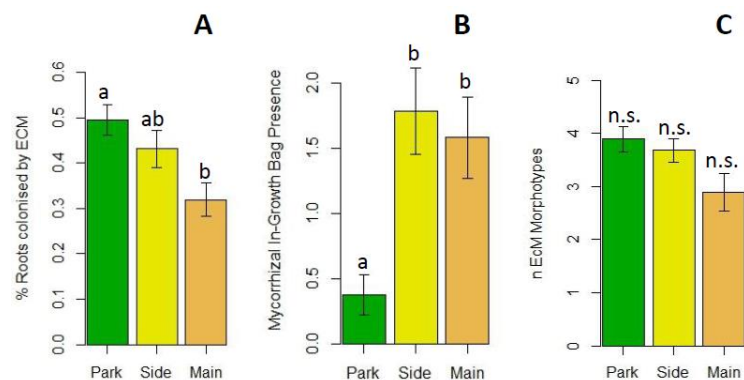 A
B
C
% Roots colonised by ECM
0.6
0.5
0.4
0.3
0.2
0.1
0.0
a
ab
b
Park
Side
Main
Mycorrhizal In-Growth Bag Presence
2.0
1.5
1.0
0.5
0.0
a
b
b
Park
Side
Main
n EcM Morphotypes
5
4
3
2
1
0
n.s.
n.s.
n.s.
Park
Side
Main